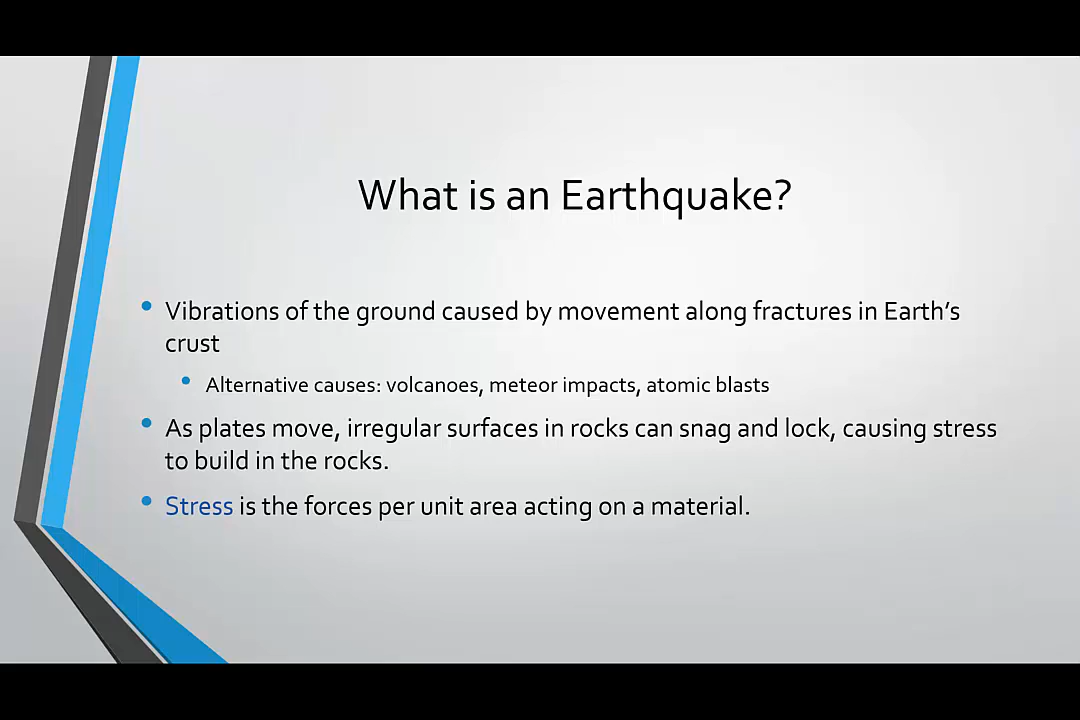 What is an Earthquake?
• Vibrations of the ground caused by movement along fractures in Earth’s
crust
• Alternative causes: volcanoes, meteor impacts, atomic blasts
• As plates move, irregular surfaces in rocks can snag and lock, causing stress
to build in the rocks.
• Stress is the forces per unit area acting on a material.